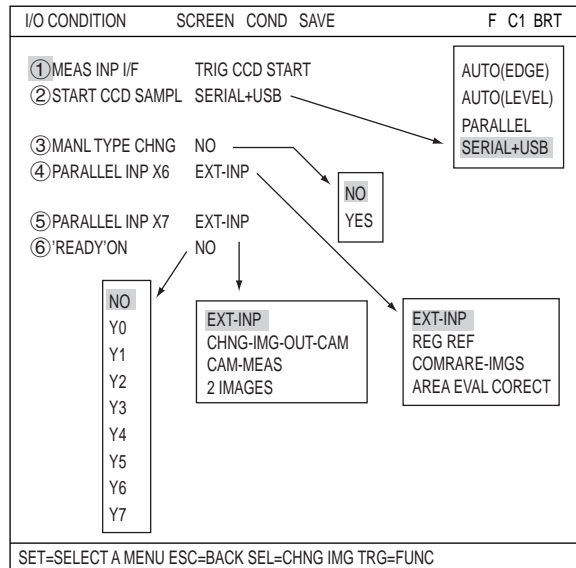 I/O CONDITION SCREEN COND SAVE F C1 BRT
①MEAS INP I/F TRIG CCD START
②START CCD SAMPL SERIAL+USB
③MANL TYPE CHNG NO
④PARALLEL INP X6 EXT-INP
⑤PARALLEL INP X7 EXT-INP
⑥'READY'ON NO
AUTO(EDGE)
AUTO(LEVEL)
PARALLEL
SERIAL+USB
NO
YES
NO
Y0
Y1
Y2
Y3
Y4
Y5
Y6
Y7
EXT-INP
CHNG-IMG-OUT-CAM
CAM-MEAS
2 IMAGES
EXT-INP
REG REF
COMRARE-IMGS
AREA EVAL CORECT
SET=SELECT A MENU ESC=BACK SEL=CHNG IMG TRG=FUNC